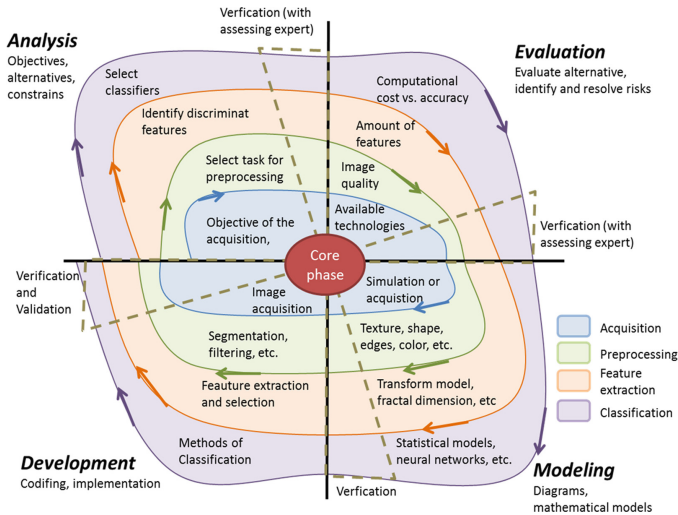 Verfication (with
assessing expert)
Analysis
Objectives,
alternatives,
constrains
Evaluation
Evaluate alternative,
identify and resolve risks
Select
classifiers
Computational
cost vs. accuracy
Identify discriminat
features
Amount of
features
Select task for
preprocessing
Image
quality
Objective of the
acquisition,
Available
technologies
Verfication (with
assessing expert)
Core
phase
Verification
and
Validation
Image
acquisition
Simulation or
acquistion
Segmentation,
filtering, etc.
Texture, shape,
edges, color, etc.
Feauture extraction
and selection
Transform model,
fractal dimension, etc
Methods of
Classification
Statistical models,
neural networks, etc.
Acquisition
Preprocessing
Feature
extraction
Classification
Development
Codifing, implementation
Verfication
Modeling
Diagrams,
mathematical models